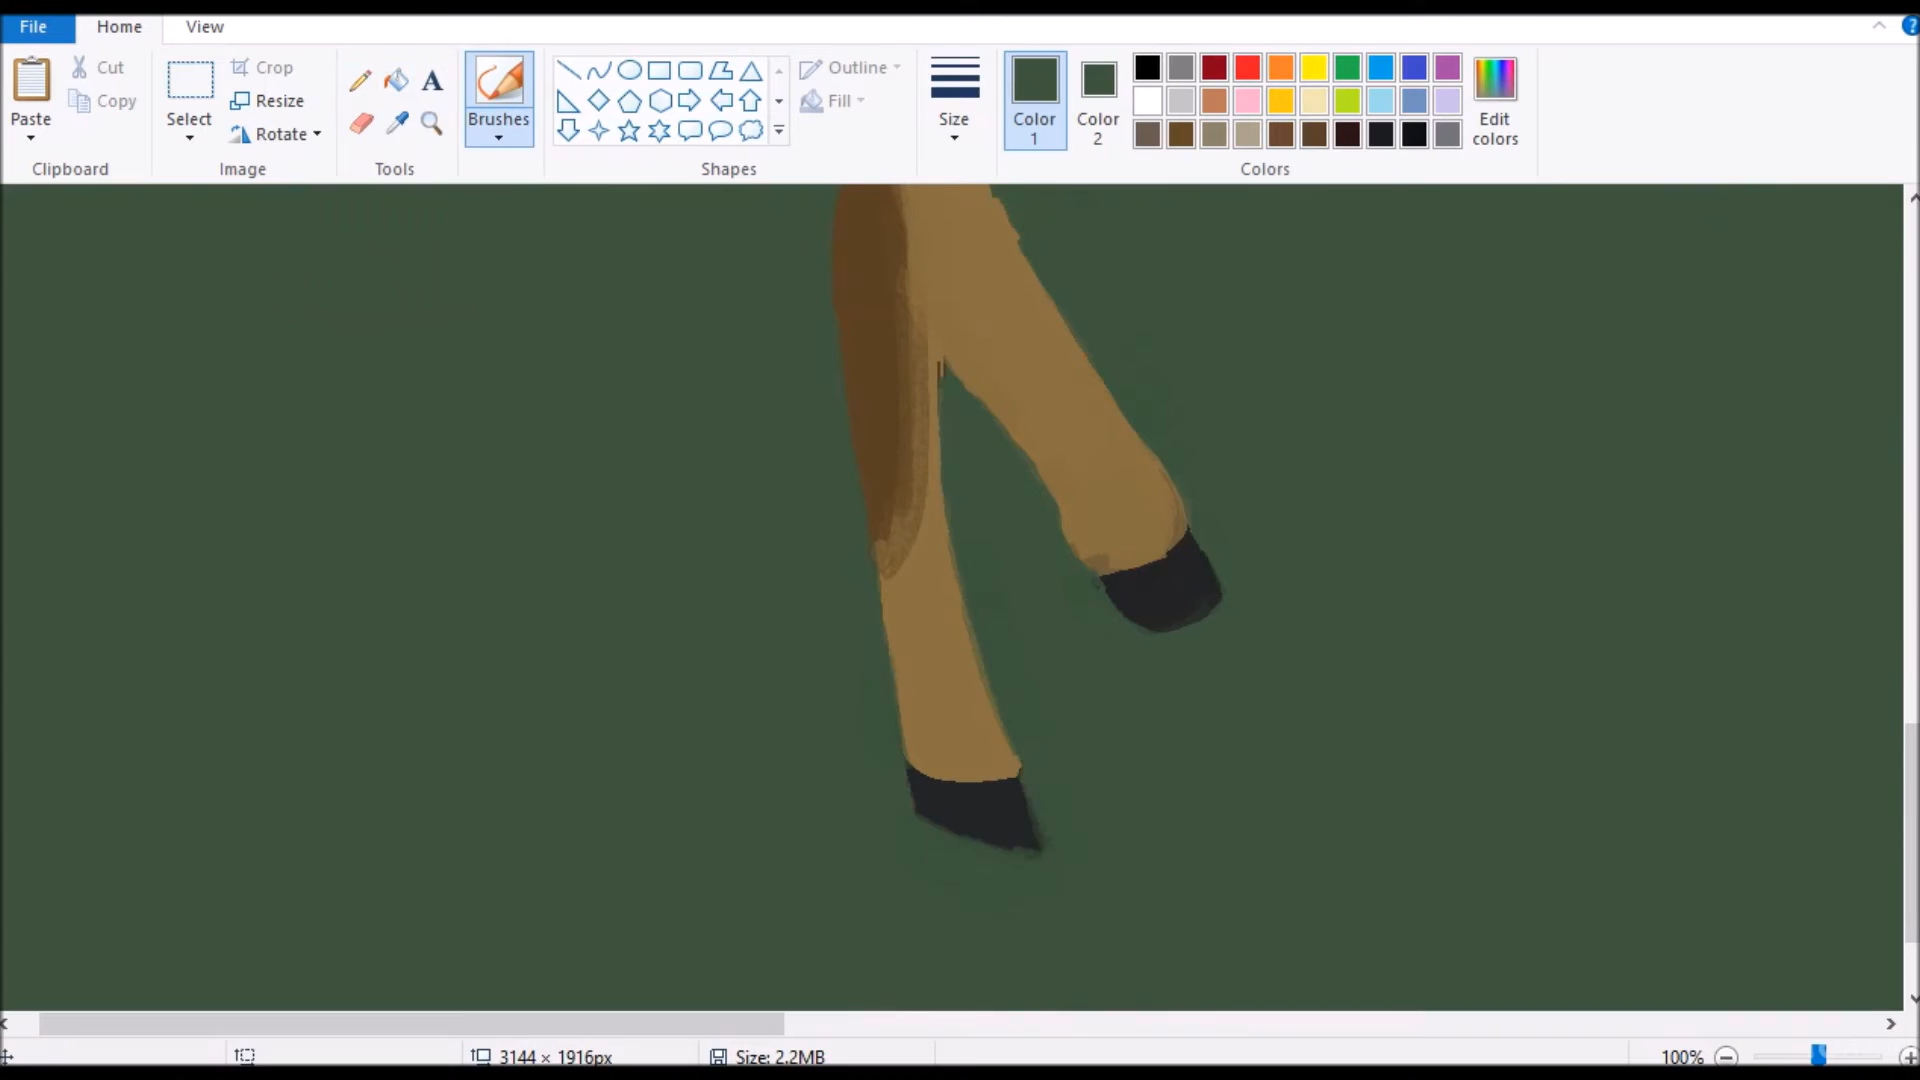 File Home View
Cut
Copy
Paste
Select
Crop
Resize
Rotate
A
Brushes
Outline
Fill
Size
Color 1
Color 2
Edit colors
Clipboard Image Tools Shapes Colors
3144 × 1916px Size: 2.2MB 100%